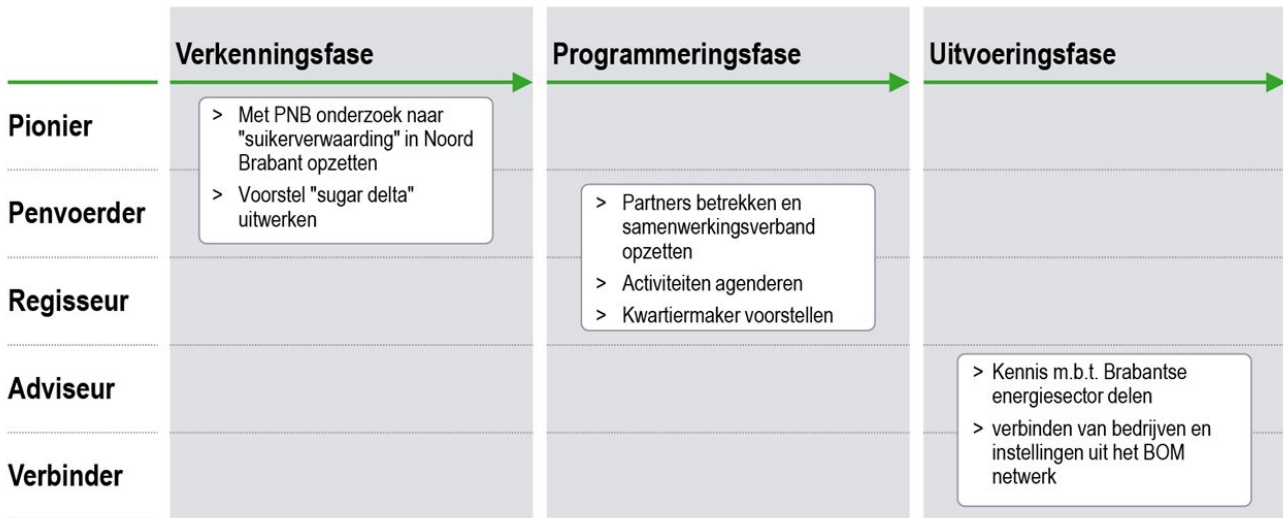 Verkenningsfase
Programmeringsfase
Uitvoeringsfase
Pionier
Penvoerder
Regisseur
Adviseur
Verbinder
> Met PNB onderzoek naar
"suikerverwaarding" in Noord
Brabant opzetten
> Voorstel "sugar delta"
uitwerken
> Partners betrekken en
samenwerkingsverband
opzetten
> Activiteiten agenderen
> Kwartiermaker voorstellen
> Kennis m.b.t. Brabantse
energiesector delen
> verbinden van bedrijven en
instellingen uit het BOM
netwerk